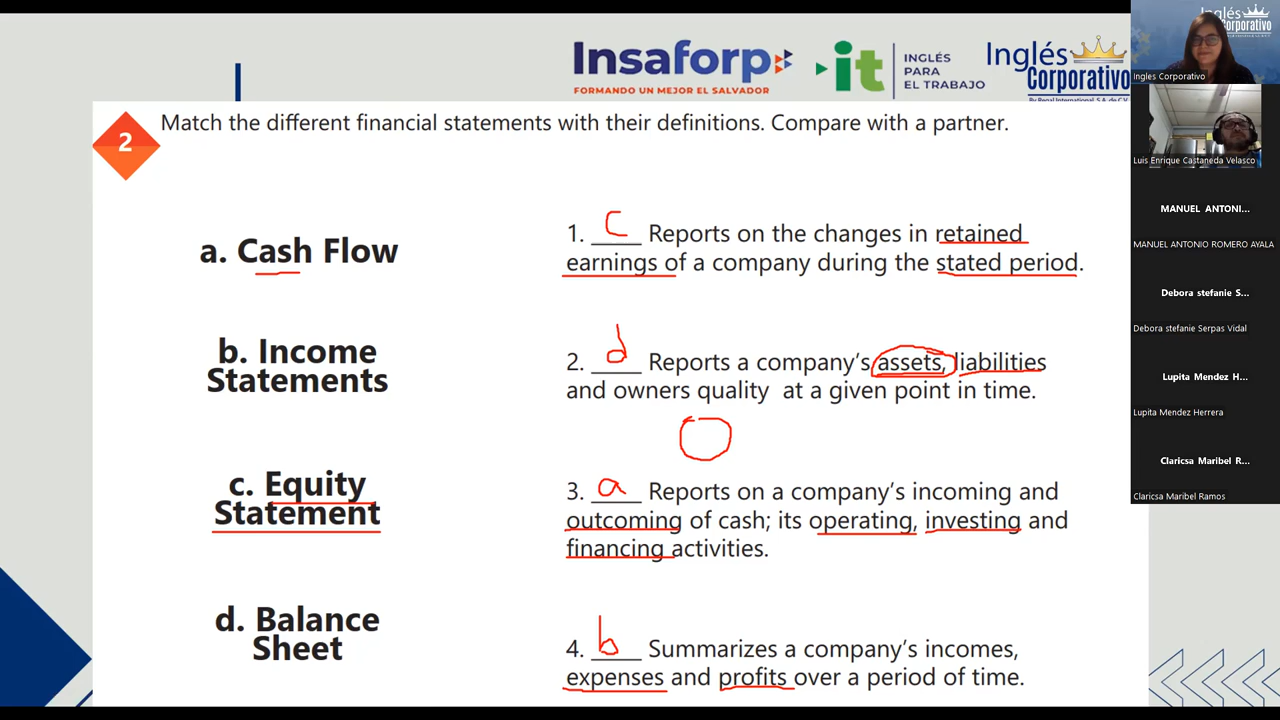 Insaforp
FORMANDO UN MEJOR EL SALVADOR
it
INGLÉS
PARA
EL TRABAJO
Inglés
Corporativo
By Regal International, S.A. de C.V.
2
Match the different financial statements with their definitions. Compare with a partner.
a. Cash Flow
b. Income
Statements
c. Equity
Statement
d. Balance
Sheet
1. c Reports on the changes in retained
earnings of a company during the stated period.
2. d Reports a company's assets, liabilities
and owners quality at a given point in time.
3. a Reports on a company's incoming and
outcoming of cash; its operating, investing and
financing activities.
4. b Summarizes a company's incomes,
expenses and profits over a period of time.
Ingles Corporativo
Luis Enrique Castaneda Velasco
MANUEL ANTONI...
MANUEL ANTONIO ROMERO AYALA
Debora stefanie S...
Debora stefanie Serpas Vidal
Lupita Mendez H...
Lupita Mendez Herrera
Claricsa Maribel R...
Claricsa Maribel Ramos